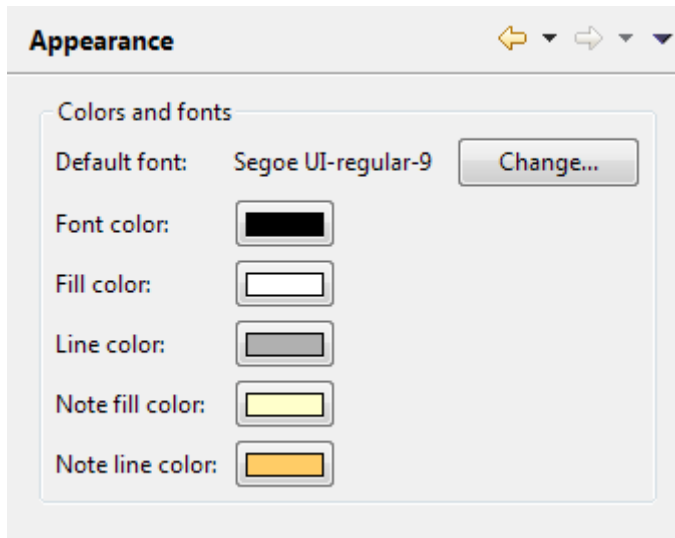 Appearance
Colors and fonts
Default font: Segoe UI-regular-9 Change...
Font color:
Fill color:
Line color:
Note fill color:
Note line color: